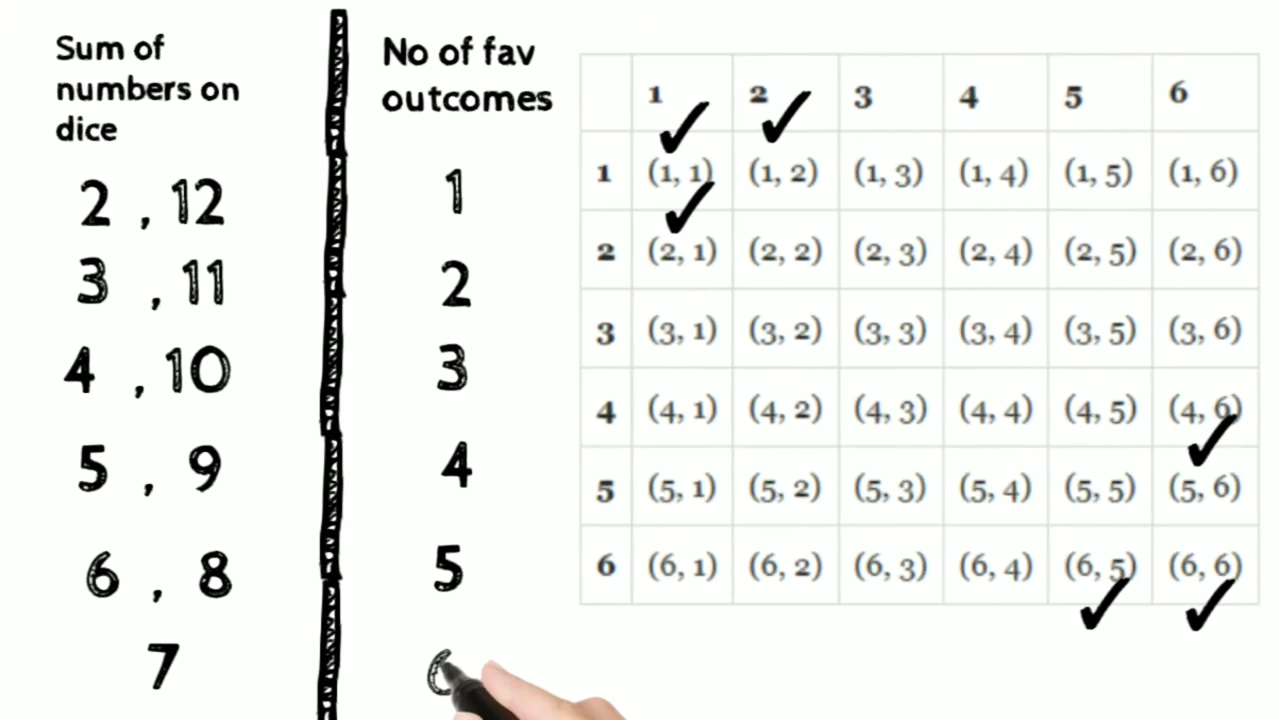 Sum of
numbers on
dice
2 , 12
3 , 11
4 , 10
5 , 9
6 , 8
7
No of fav
outcomes
1
2
3
4
5
1 2 3 4 5 6
1 (1, 1) (1, 2) (1, 3) (1, 4) (1, 5) (1, 6)
2 (2, 1) (2, 2) (2, 3) (2, 4) (2, 5) (2, 6)
3 (3, 1) (3, 2) (3, 3) (3, 4) (3, 5) (3, 6)
4 (4, 1) (4, 2) (4, 3) (4, 4) (4, 5) (4, 6)
5 (5, 1) (5, 2) (5, 3) (5, 4) (5, 5) (5, 6)
6 (6, 1) (6, 2) (6, 3) (6, 4) (6, 5) (6, 6)